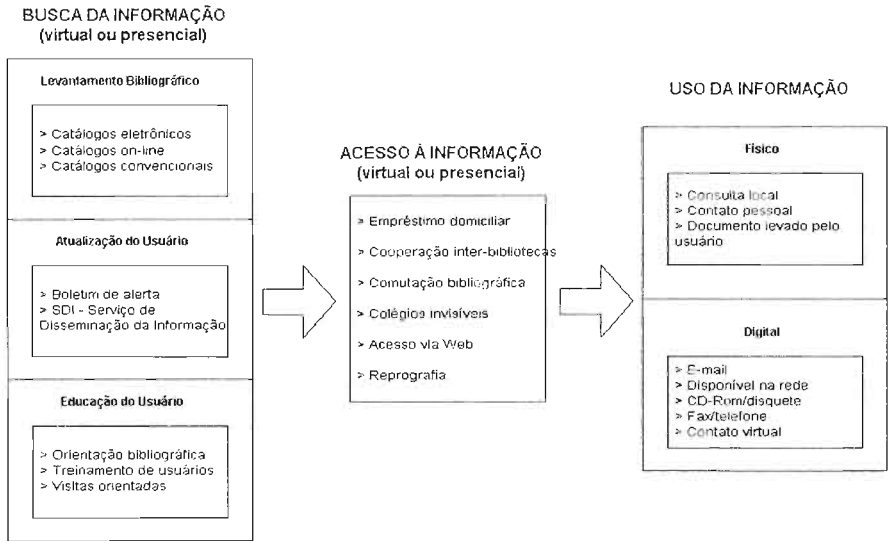 BUSCA DA INFORMAÇÃO
(virtual ou presencial)
Levantamento Bibliográfico
> Catálogos eletrônicos
> Catálogos on-line
> Catálogos convencionais
Atualização do Usuário
> Boletim de alerta
> SDI - Serviço de
Disseminação da Informação
Educação do Usuário
> Orientação bibliográfica
> Treinamento de usuários
> Visitas orientadas
ACESSO À INFORMAÇÃO
(virtual ou presencial)
> Empréstimo domiciliar
> Cooperação inter-bibliotecas
> Comutação bibliográfica
> Colégios invisíveis
> Acesso via Web
> Reprografia
USO DA INFORMAÇÃO
Físico
> Consulta local
> Contato pessoal
> Documento levado pelo
usuário
Digital
> E-mail
> Disponível na rede
> CD-Rom/disquete
> Fax/telefone
> Contato virtual